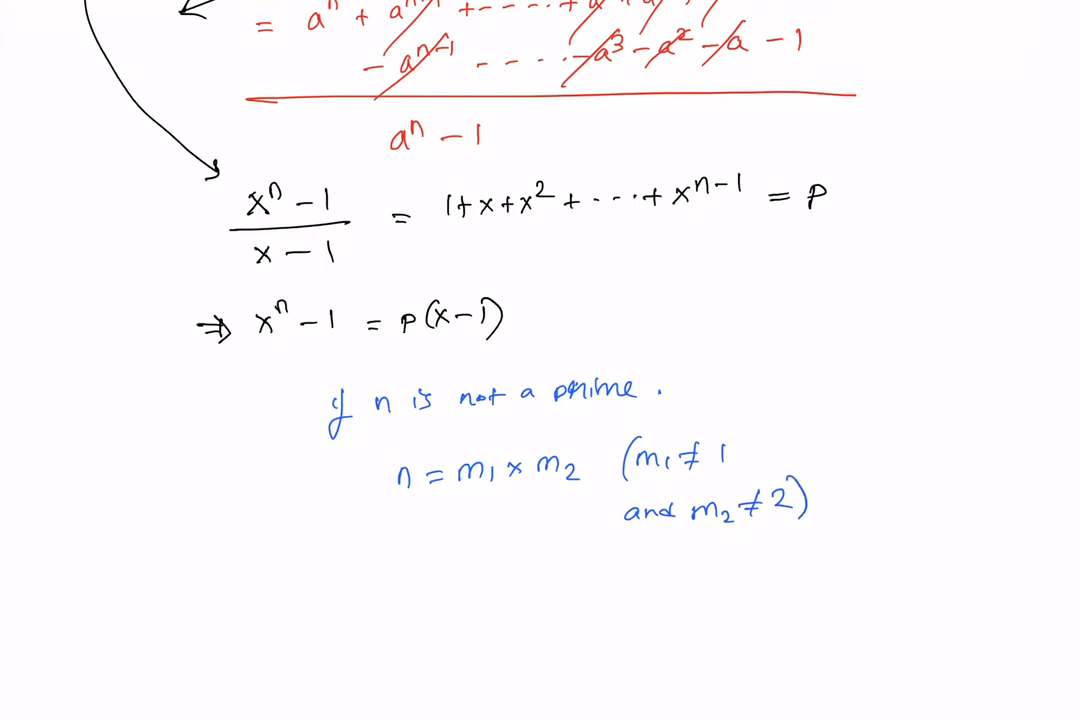 = aⁿ + aⁿ⁻¹ + - - - - . + a
- aⁿ⁻¹ - - - - . - a³ - a² - a - 1
aⁿ - 1
xⁿ - 1 / x - 1 = 1 + x + x² + - - . + xⁿ⁻¹ = P
⇒ xⁿ - 1 = P(x - 1)
if n is not a prime .
n = m₁ × m₂ (m₁ ≠ 1
and m₂ ≠ 2)